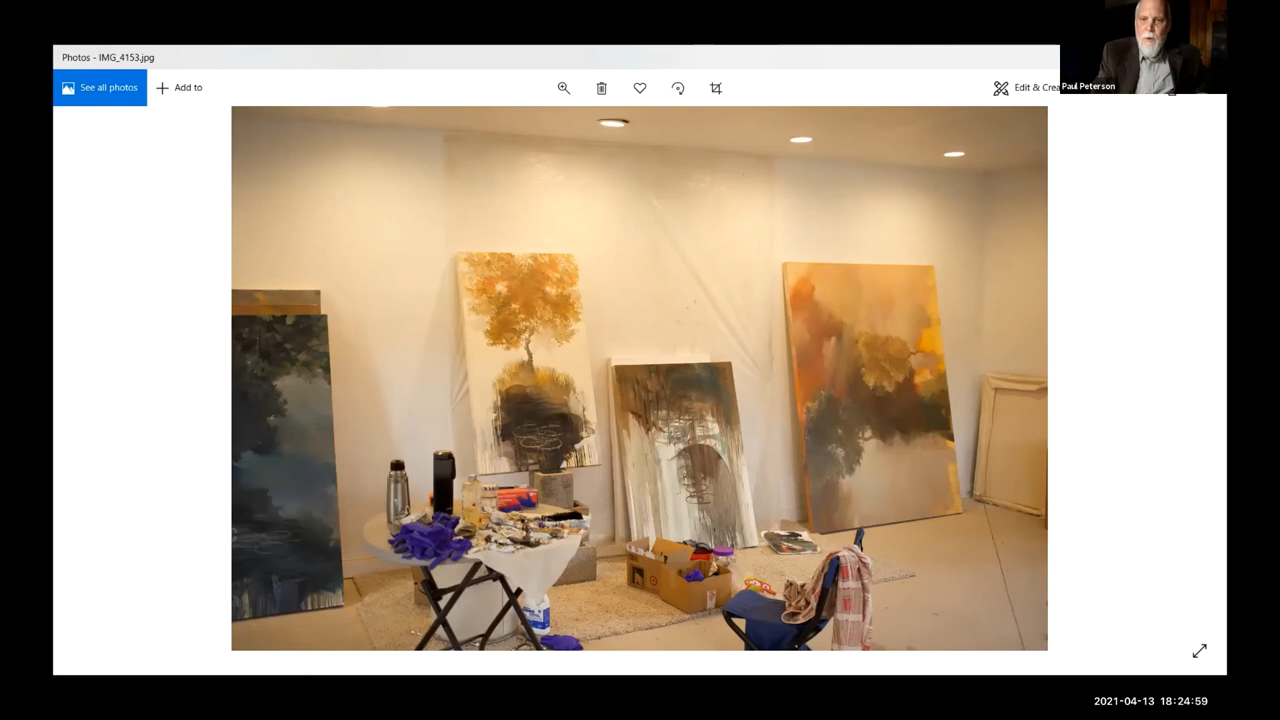 Photos - IMG_4153.jpg
See all photos
Add to
Edit & Crea
Paul Peterson
2021-04-13 18:24:59